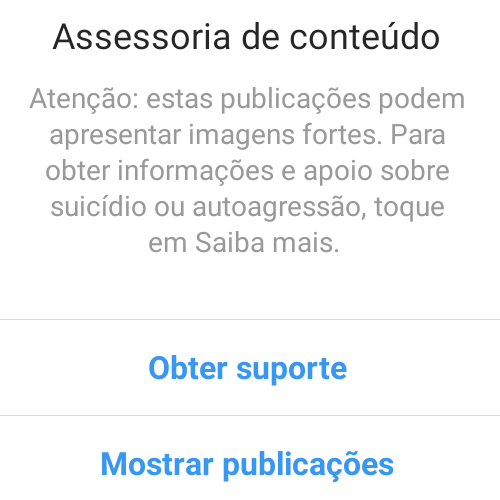 Assessoria de conteúdo
Atenção: estas publicações podem
apresentar imagens fortes. Para
obter informações e apoio sobre
suicídio ou autoagressão, toque
em Saiba mais.
Obter suporte
Mostrar publicações